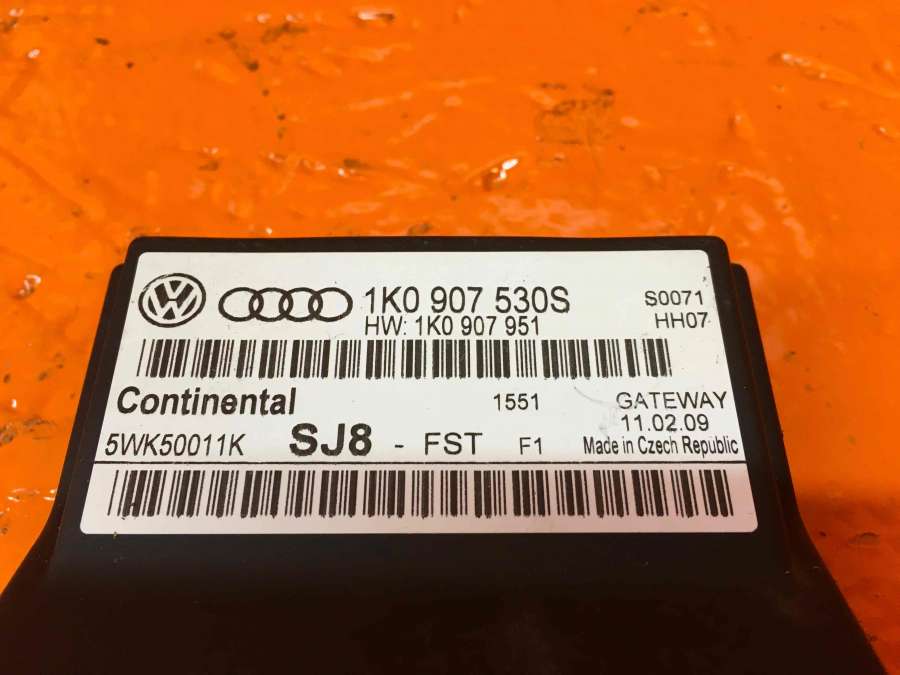 VW 1K0 907 530S S0071
HW: 1K0 907 951 HH07
Continental 1551 GATEWAY
11.02.09
5WK50011K SJ8 - FST F1 Made in Czech Republic